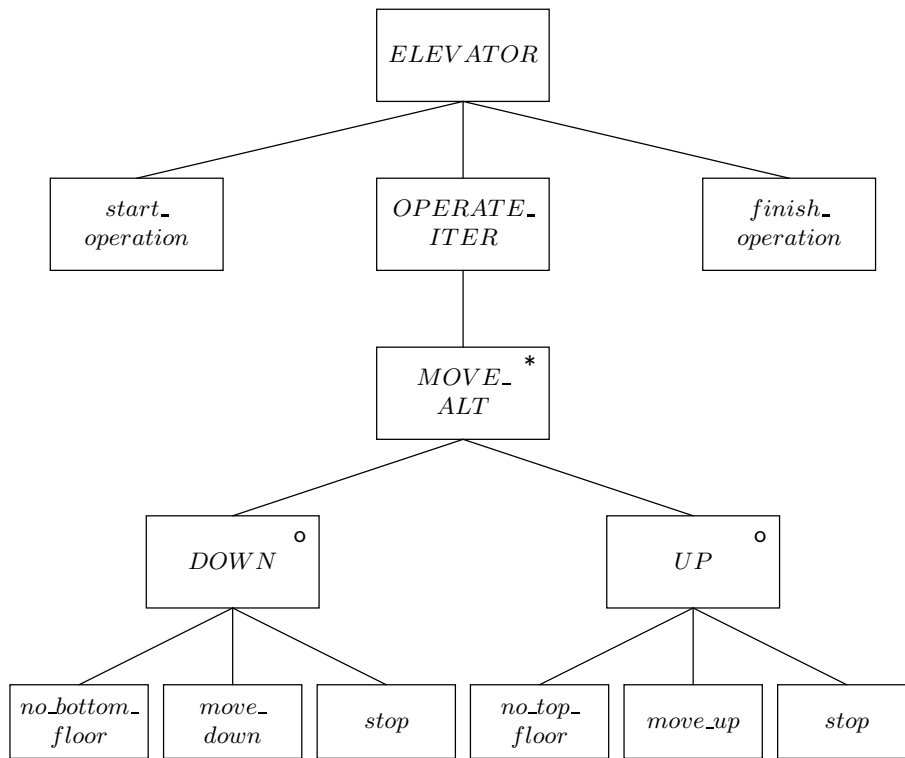 ELEVATOR
start_
operation
OPERATE_
ITER
finish_
operation
*
MOVE_
ALT
o
DOWN
o
UP
no_bottom_
floor
move_
down
stop
no_top_
floor
move_up
stop